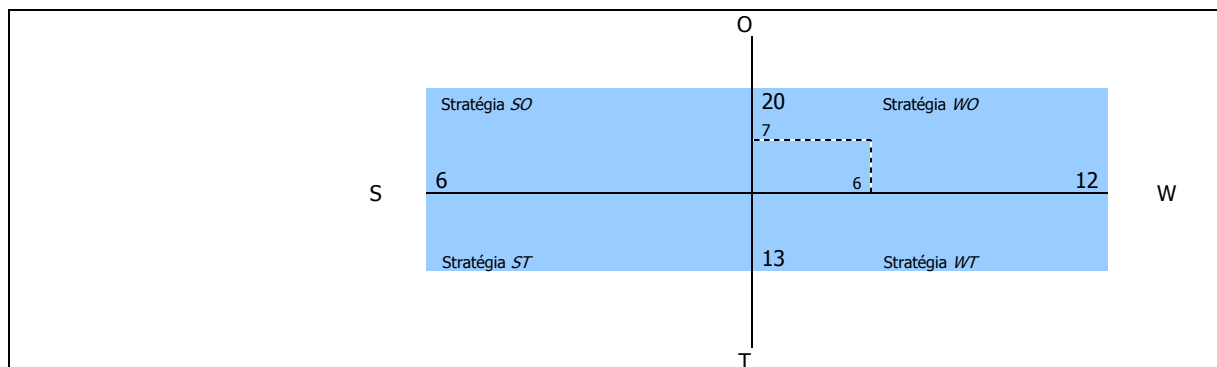 O
Stratégia SO
20
Stratégia WO
7
S
6
6
12
W
Stratégia ST
13
Stratégia WT
T